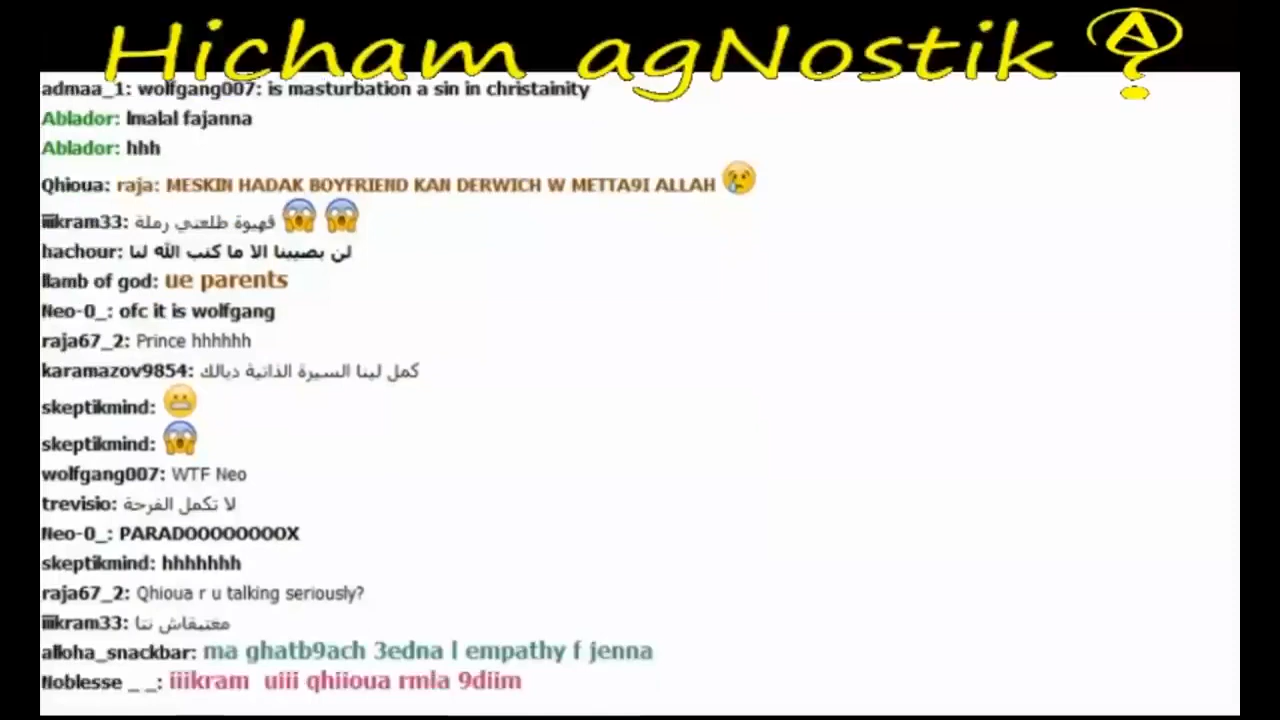 Hicham agNostik
admaa_1: wolfgang007: is masturbation a sin in christainity
Ablador: lmalal fajanna
Ablador: hhh
Qhioua: raja: MESKIN HADAK BOYFRIEND KAN DERWICH W METTA9I ALLAH
iiikram33: قهيوة طلعني رملة
hachour: لن يصيبنا الا ما كتب الله لنا
lamb of god: ue parents
Neo-0_: ofc it is wolfgang
raja67_2: Prince hhhhhh
karamazov9854: كمل لينا السيرة الذاتية ديالك
skeptikmind:
skeptikmind:
wolfgang007: WTF Neo
trevisio: لا تكمل الفرحة
Neo-0_: PARADOOOOOOOOX
skeptikmind: hhhhhhh
raja67_2: Qhioua r u talking seriously?
iiikram33: معتيقاش نتا
alloha_snackbar: ma ghatb9ach 3edna l empathy f jenna
Noblesse _ _: iiikram uiii qhiioua rmla 9diim